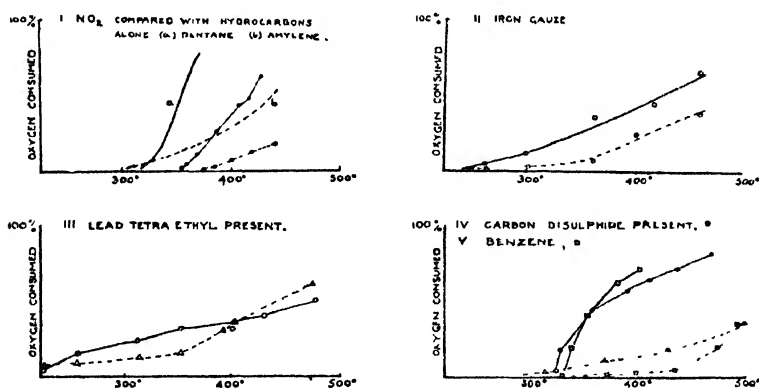 100% I NO₂ COMPARED WITH HYDROCARBONS
ALONE (a) PENTANE (b) AMYLENE.
OXYGEN CONSUMED
300° 400° 500°
100% II IRON GAUZE
OXYGEN CONSUMED
300° 400° 500°
100% III LEAD TETRA ETHYL PRESENT.
OXYGEN CONSUMED
300° 400° 500°
100% IV CARBON DISULPHIDE PRESENT,
V BENZENE,
OXYGEN CONSUMED
300° 400° 500°